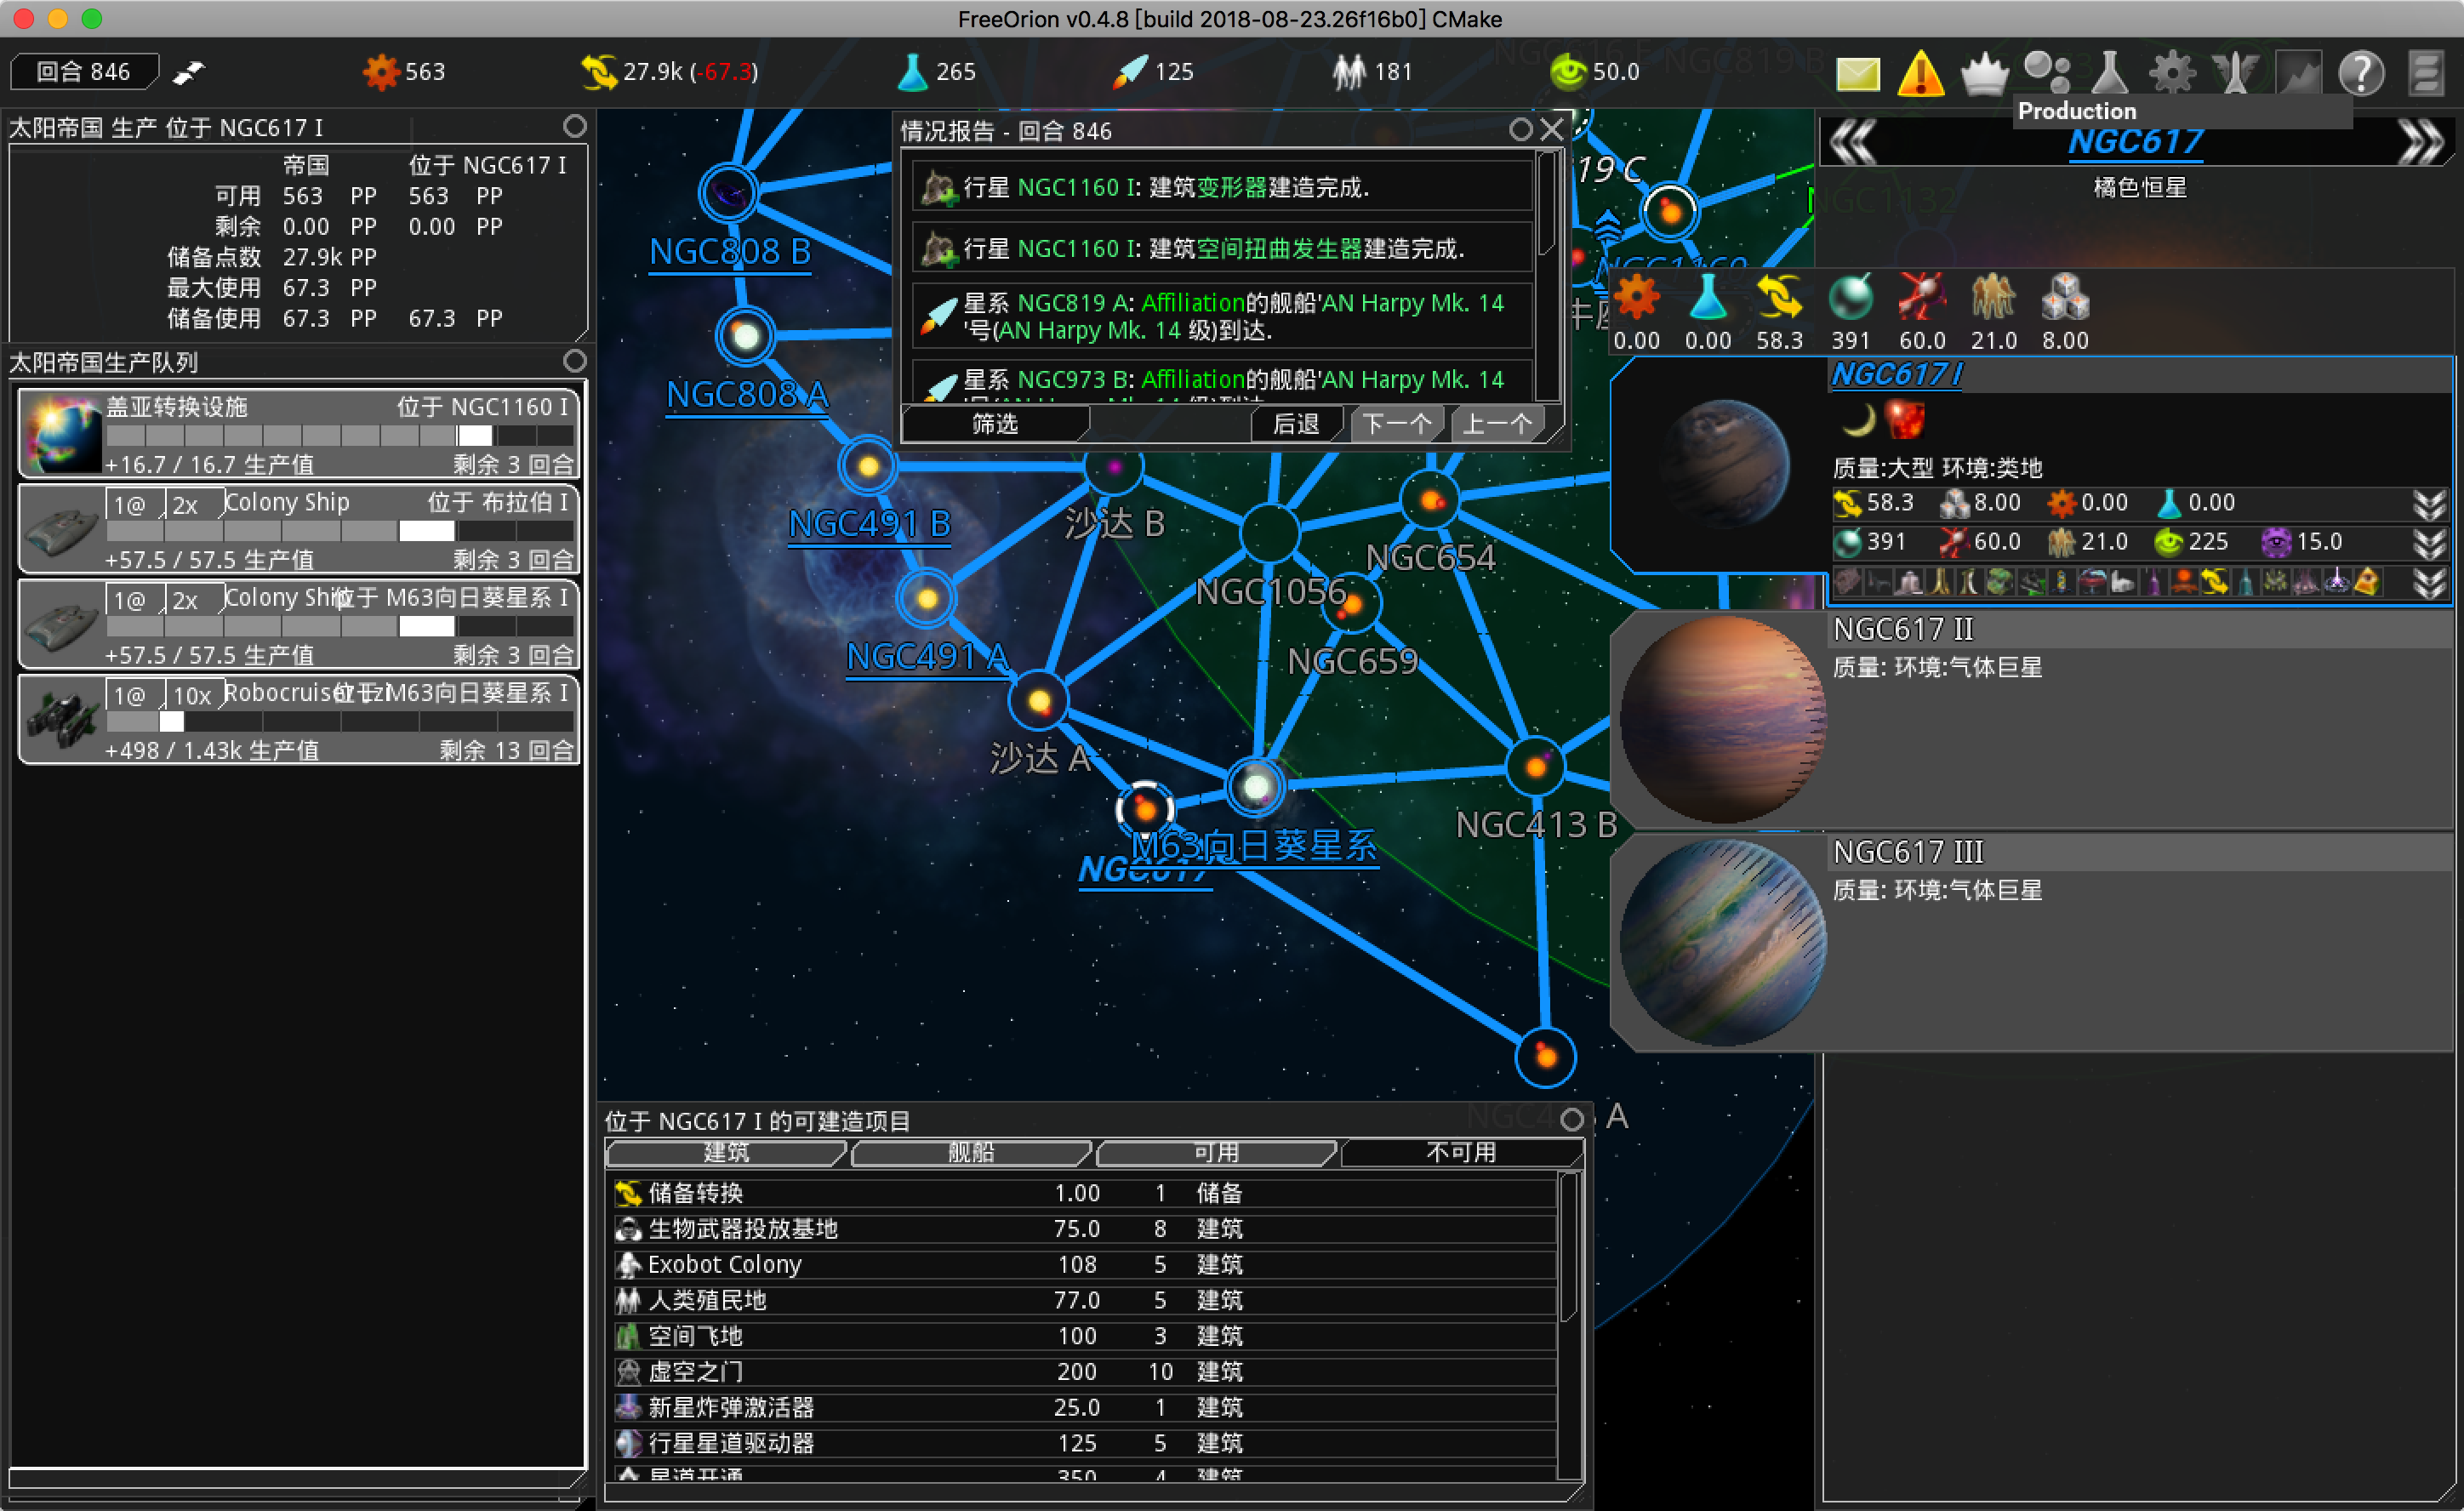 FreeOrion v0.4.8 [build 2018-08-23.26f16b0] CMake
回合 846
563
27.9k (-67.3)
265
125
181
50.0
Production
太阳帝国 生产 位于 NGC617 I
帝国 位于 NGC617 I
可用 563 PP 563 PP
剩余 0.00 PP 0.00 PP
储备点数 27.9k PP
最大使用 67.3 PP
储备使用 67.3 PP 67.3 PP
太阳帝国生产队列
盖亚转换设施 位于 NGC1160 I
+16.7 / 16.7 生产值 剩余 3 回合
1@ 2x Colony Ship 位于 布拉伯 I
+57.5 / 57.5 生产值 剩余 3 回合
1@ 2x Colony Ship 位于 M63向日葵星系 I
+57.5 / 57.5 生产值 剩余 3 回合
1@ 10x Robocruiser 位于 M63向日葵星系 I
+498 / 1.43k 生产值 剩余 13 回合
情况报告 - 回合 846
行星 NGC1160 I: 建筑变形器建造完成.
行星 NGC1160 I: 建筑空间扭曲发生器建造完成.
星系 NGC819 A: Affiliation的舰船'AN Harpy Mk. 14
'号(AN Harpy Mk. 14 级)到达.
星系 NGC973 B: Affiliation的舰船'AN Harpy Mk. 14
筛选 后退 下一个 上一个
NGC819 B
19 C
NGC1132
NGC1160
NGC808 B
NGC808 A
NGC491 B
沙达 B
NGC654
NGC1056
NGC491 A
NGC659
沙达 A
NGC413 B
M63向日葵星系
NGC617
A
NGC617
橘色恒星
0.00 0.00 58.3 391 60.0 21.0 8.00
NGC617 I
质量:大型 环境:类地
58.3 8.00 0.00 0.00
391 60.0 21.0 225 15.0
NGC617 II
质量: 环境:气体巨星
NGC617 III
质量: 环境:气体巨星
位于 NGC617 I 的可建造项目
建筑 舰船 可用 不可用
储备转换 1.00 1 储备
生物武器投放基地 75.0 8 建筑
Exobot Colony 108 5 建筑
人类殖民地 77.0 5 建筑
空间飞地 100 3 建筑
虚空之门 200 10 建筑
新星炸弹激活器 25.0 1 建筑
行星星道驱动器 125 5 建筑
星道开通 350 4 建筑